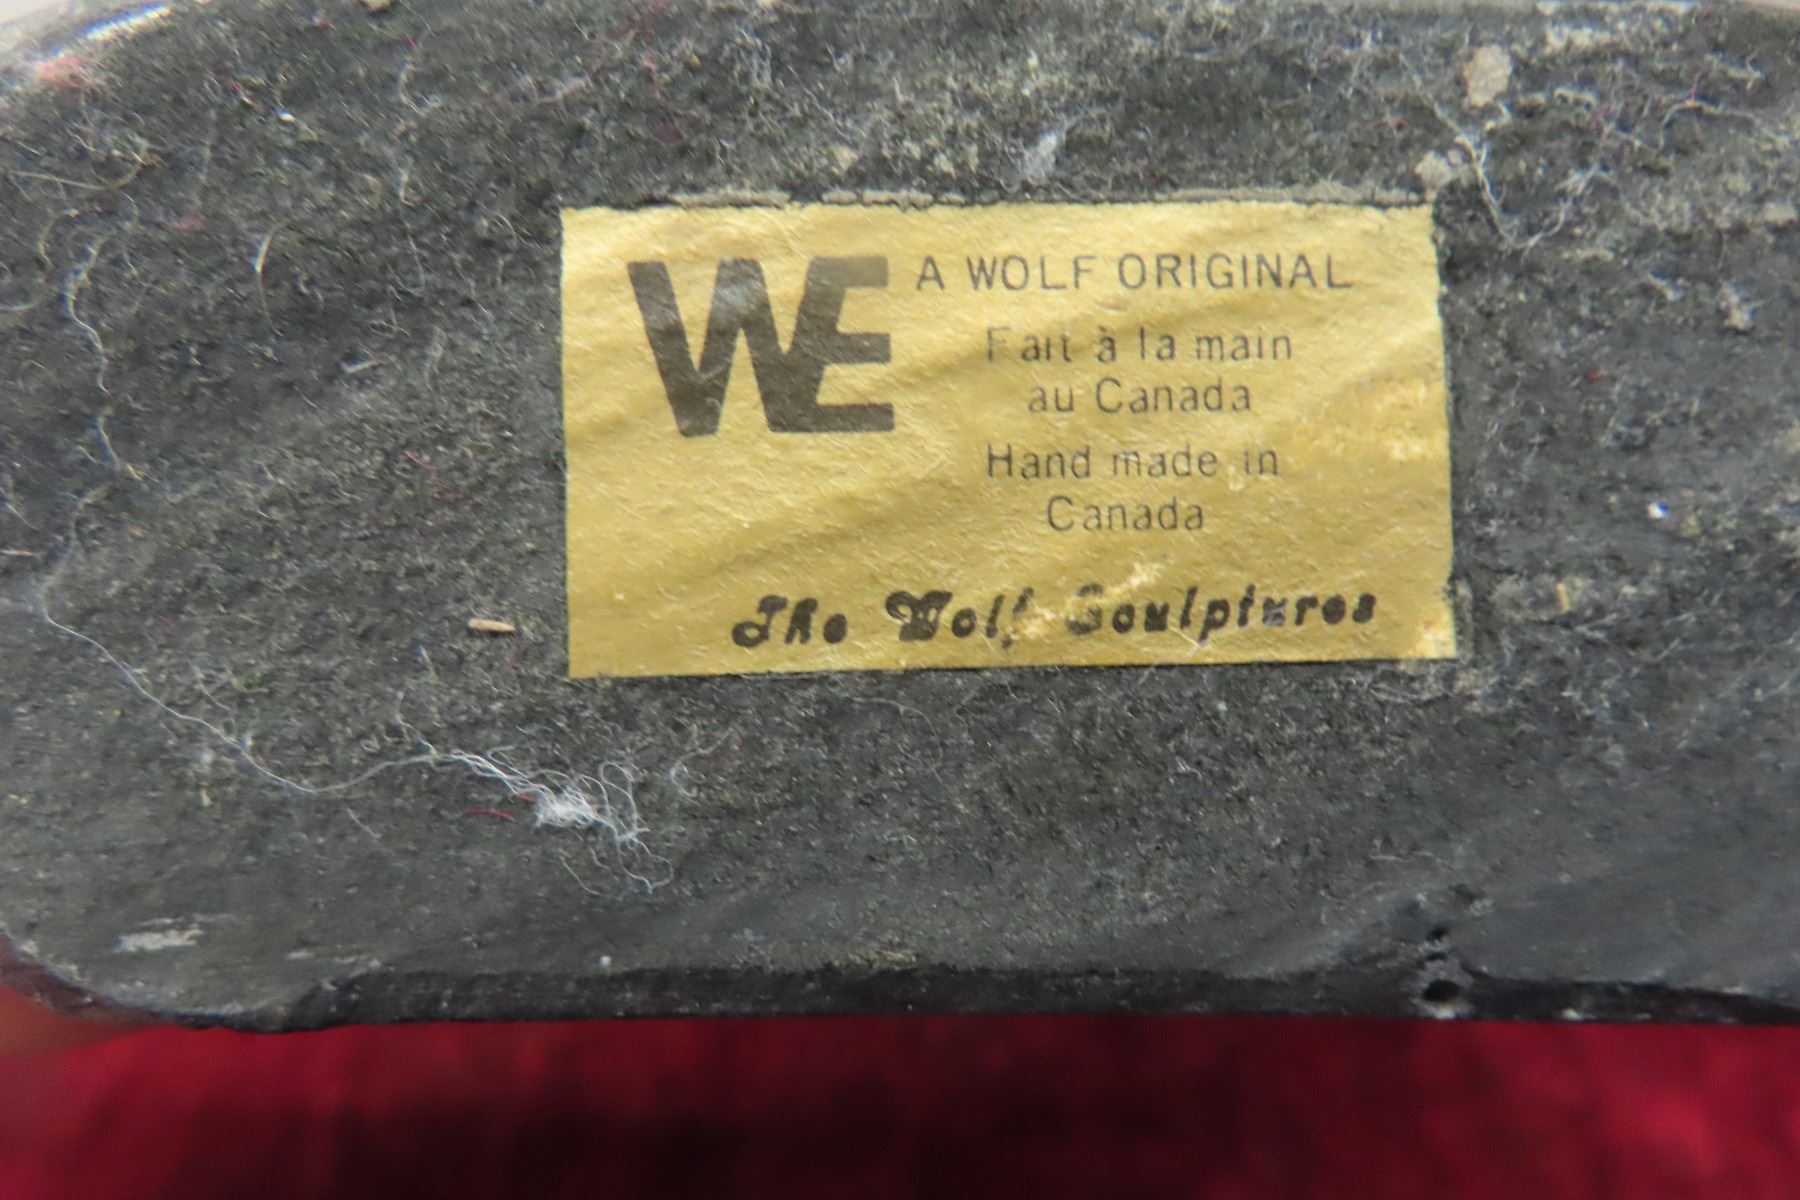 WE A WOLF ORIGINAL
Fait à la main
au Canada
Hand made in
Canada
The Wolf Sculptures